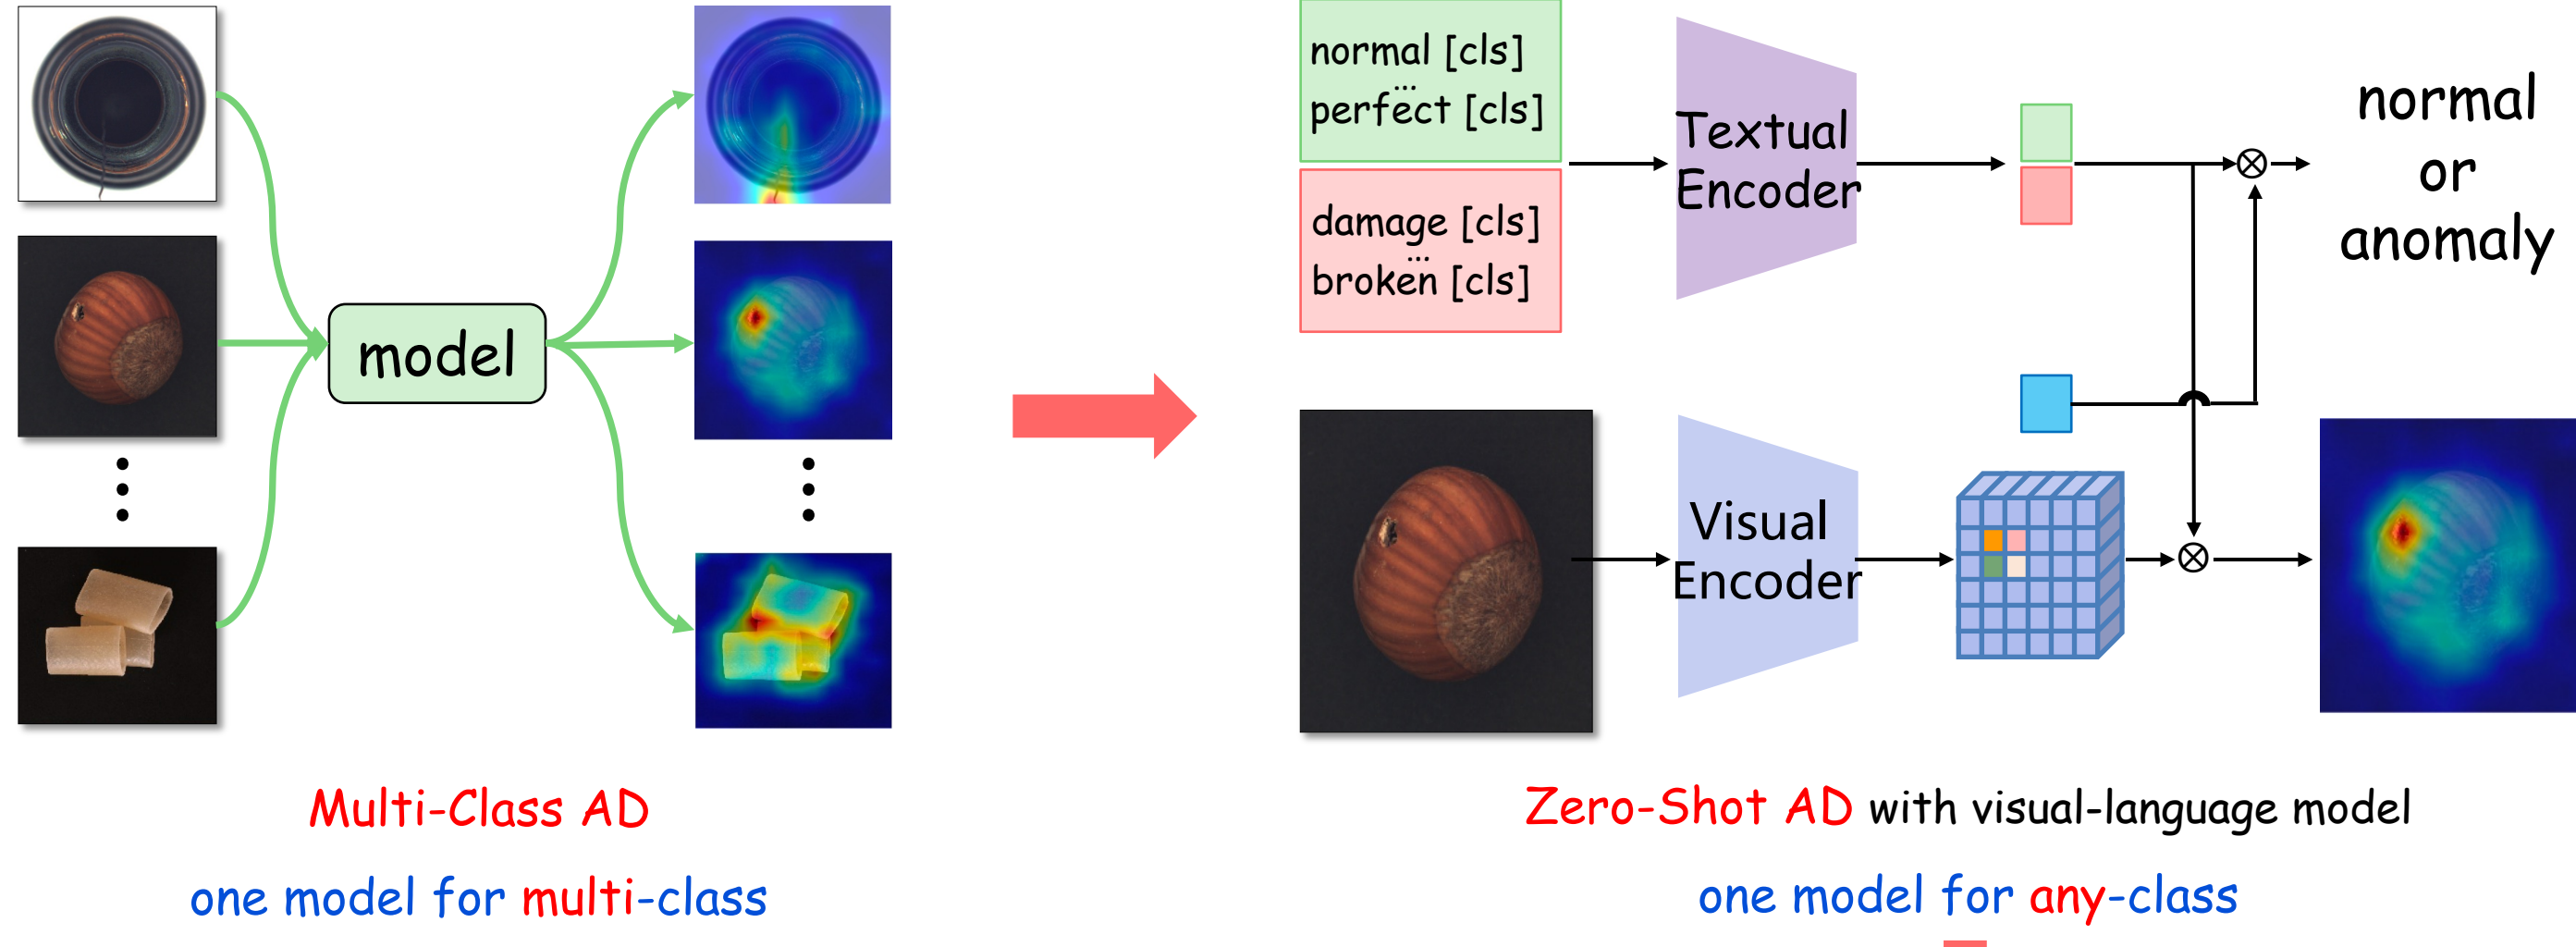 model
Multi-Class AD
one model for multi-class
normal [cls]
...
perfect [cls]
damage [cls]
...
broken [cls]
Textual
Encoder
Visual
Encoder
normal
or
anomaly
Zero-Shot AD with visual-language model
one model for any-class